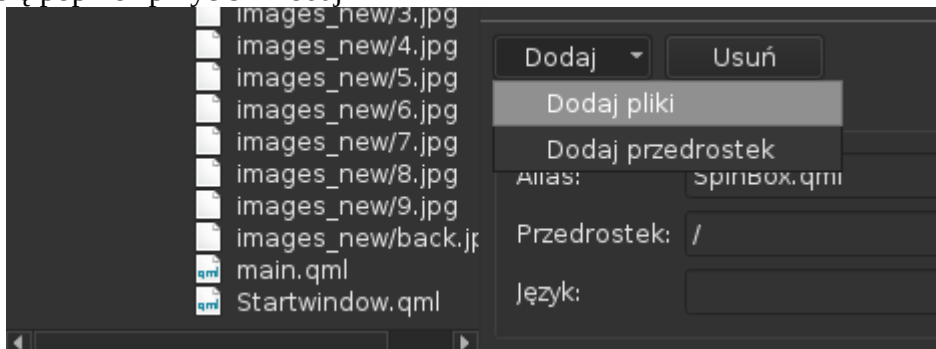 images_new/3.jpg
images_new/4.jpg
images_new/5.jpg
images_new/6.jpg
images_new/7.jpg
images_new/8.jpg
images_new/9.jpg
images_new/back.jp
main.qml
Startwindow.qml
Dodaj
Usuń
Dodaj pliki
Dodaj przedrostek
Alias:
SpinBox.qml
Przedrostek:
/
Język: